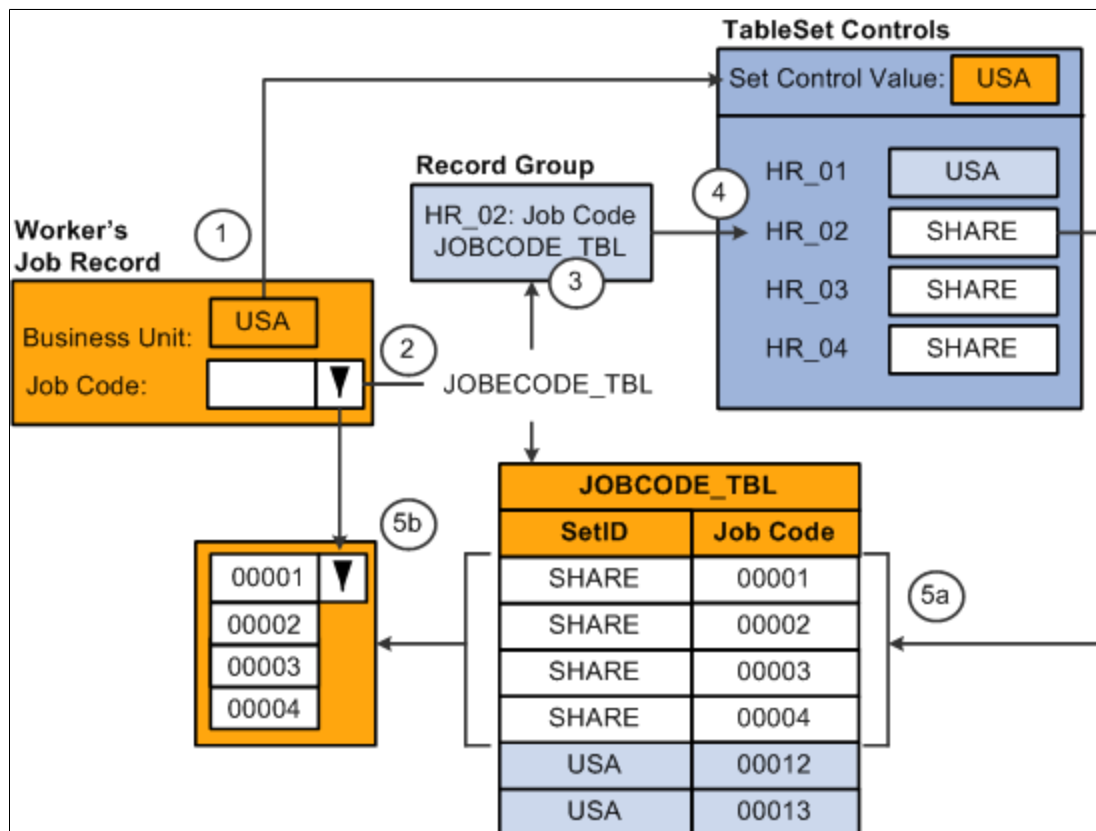 TableSet Controls
Set Control Value: USA
Record Group
HR_01 USA
4
HR_02: Job Code
JOBCODE_TBL
HR_02 SHARE
Worker's
Job Record
1
3
HR_03 SHARE
Business Unit: USA
2
HR_04 SHARE
Job Code:
JOBECODE_TBL
JOBCODE_TBL
SetID Job Code
5b
00001
SHARE 00001
5a
00002
SHARE 00002
00003
SHARE 00003
00004
SHARE 00004
USA 00012
USA 00013